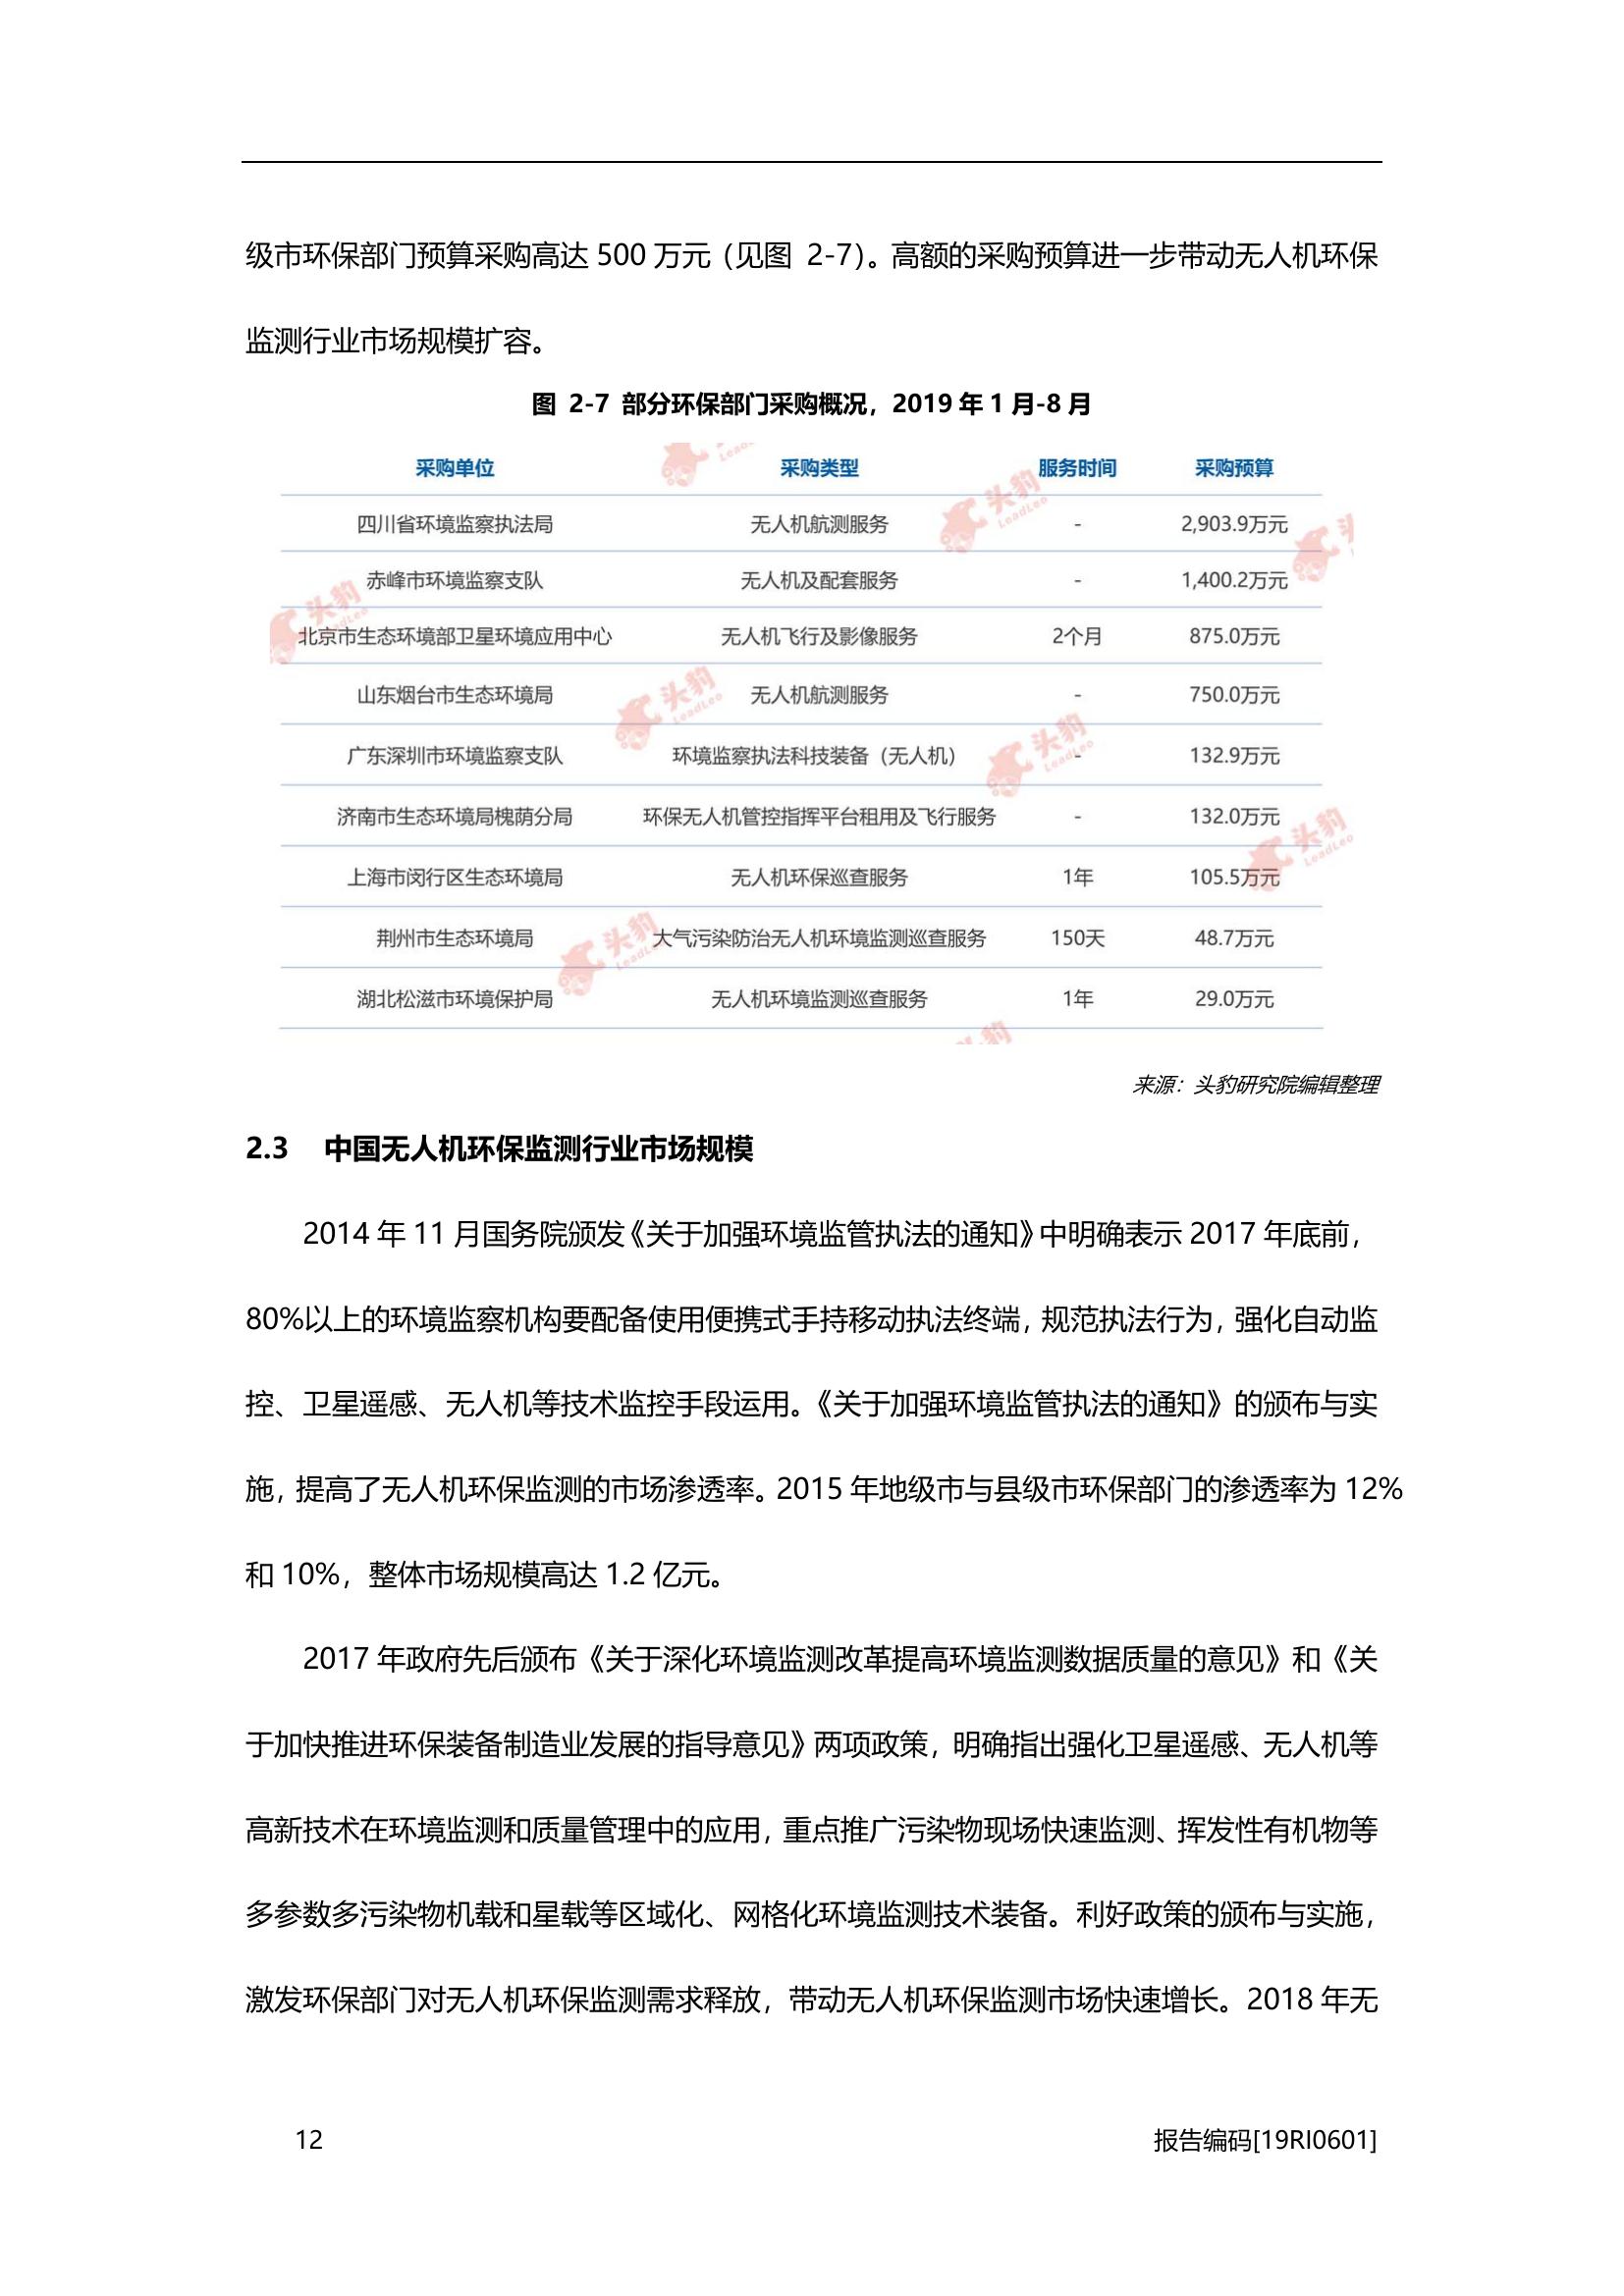 级市环保部门预算采购高达 500 万元（见图 2-7）。高额的采购预算进一步带动无人机环保
监测行业市场规模扩容。
图 2-7 部分环保部门采购概况，2019 年 1 月-8 月
采购单位 采购类型 服务时间 采购预算
四川省环境监察执法局 无人机航测服务 - 2,903.9万元
赤峰市环境监察支队 无人机及配套服务 - 1,400.2万元
北京市生态环境部卫星环境应用中心 无人机飞行及影像服务 2个月 875.0万元
山东烟台市生态环境局 无人机航测服务 - 750.0万元
广东深圳市环境监察支队 环境监察执法科技装备（无人机） - 132.9万元
济南市生态环境局槐荫分局 环保无人机管控指挥平台租用及飞行服务 - 132.0万元
上海市闵行区生态环境局 无人机环保巡查服务 1年 105.5万元
荆州市生态环境局 大气污染防治无人机环境监测巡查服务 150天 48.7万元
湖北松滋市环境保护局 无人机环境监测巡查服务 1年 29.0万元
来源：头豹研究院编辑整理
2.3 中国无人机环保监测行业市场规模
2014 年 11 月国务院颁发《关于加强环境监管执法的通知》中明确表示 2017 年底前，
80%以上的环境监察机构要配备使用便携式手持移动执法终端，规范执法行为，强化自动监
控、卫星遥感、无人机等技术监控手段运用。《关于加强环境监管执法的通知》的颁布与实
施，提高了无人机环保监测的市场渗透率。2015 年地级市与县级市环保部门的渗透率为 12%
和 10%，整体市场规模高达 1.2 亿元。
2017 年政府先后颁布《关于深化环境监测改革提高环境监测数据质量的意见》和《关
于加快推进环保装备制造业发展的指导意见》两项政策，明确指出强化卫星遥感、无人机等
高新技术在环境监测和质量管理中的应用，重点推广污染物现场快速监测、挥发性有机物等
多参数多污染物机载和星载等区域化、网格化环境监测技术装备。利好政策的颁布与实施，
激发环保部门对无人机环保监测需求释放，带动无人机环保监测市场快速增长。2018 年无
12 报告编码[19RI0601]